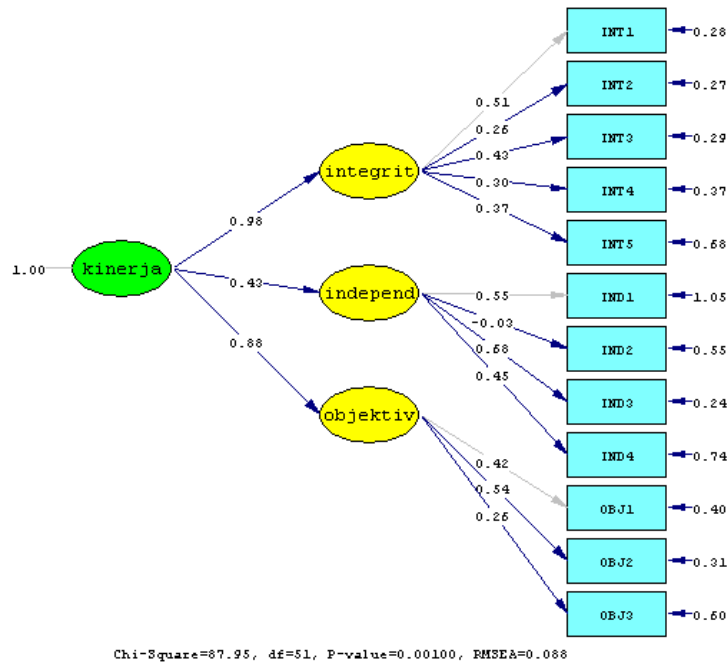 INT1
0.28
INT2
0.27
0.51
0.26
INT3
0.29
0.43
integrit
0.30
INT4
0.37
0.37
0.98
INT5
0.68
1.00
kinerja
0.43
independ
0.55
IND1
1.05
-0.03
0.88
0.68
IND2
0.55
0.45
IND3
0.24
objektiv
IND4
0.74
0.42
0.54
OBJ1
0.40
0.26
OBJ2
0.31
OBJ3
0.60
Chi-Square=87.95, df=51, P-value=0.00100, RMSEA=0.088